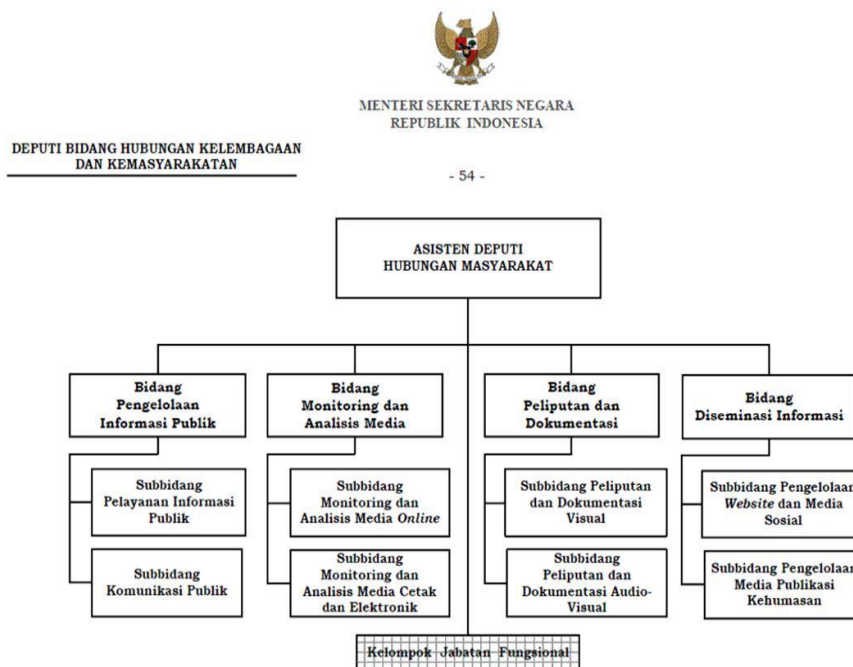 MENTERI SEKRETARIS NEGARA
REPUBLIK INDONESIA
DEPUTI BIDANG HUBUNGAN KELEMBAGAAN
DAN KEMASYARAKATAN
- 54 -
ASISTEN DEPUTI
HUBUNGAN MASYARAKAT
Bidang
Pengelolaan
Informasi Publik
Bidang
Monitoring dan
Analisis Media
Bidang
Peliputan dan
Dokumentasi
Bidang
Diseminasi Informasi
Subbidang
Pelayanan Informasi
Publik
Subbidang
Monitoring dan
Analisis Media Online
Subbidang Peliputan
dan Dokumentasi
Visual
Subbidang Pengelolaan
Website dan Media
Sosial
Subbidang
Komunikasi Publik
Subbidang
Monitoring dan
Analisis Media Cetak
dan Elektronik
Subbidang
Peliputan dan
Dokumentasi Audio-
Visual
Subbidang Pengelolaan
Media Publikasi
Kehumasan
Kelompok Jabatan Fungsional